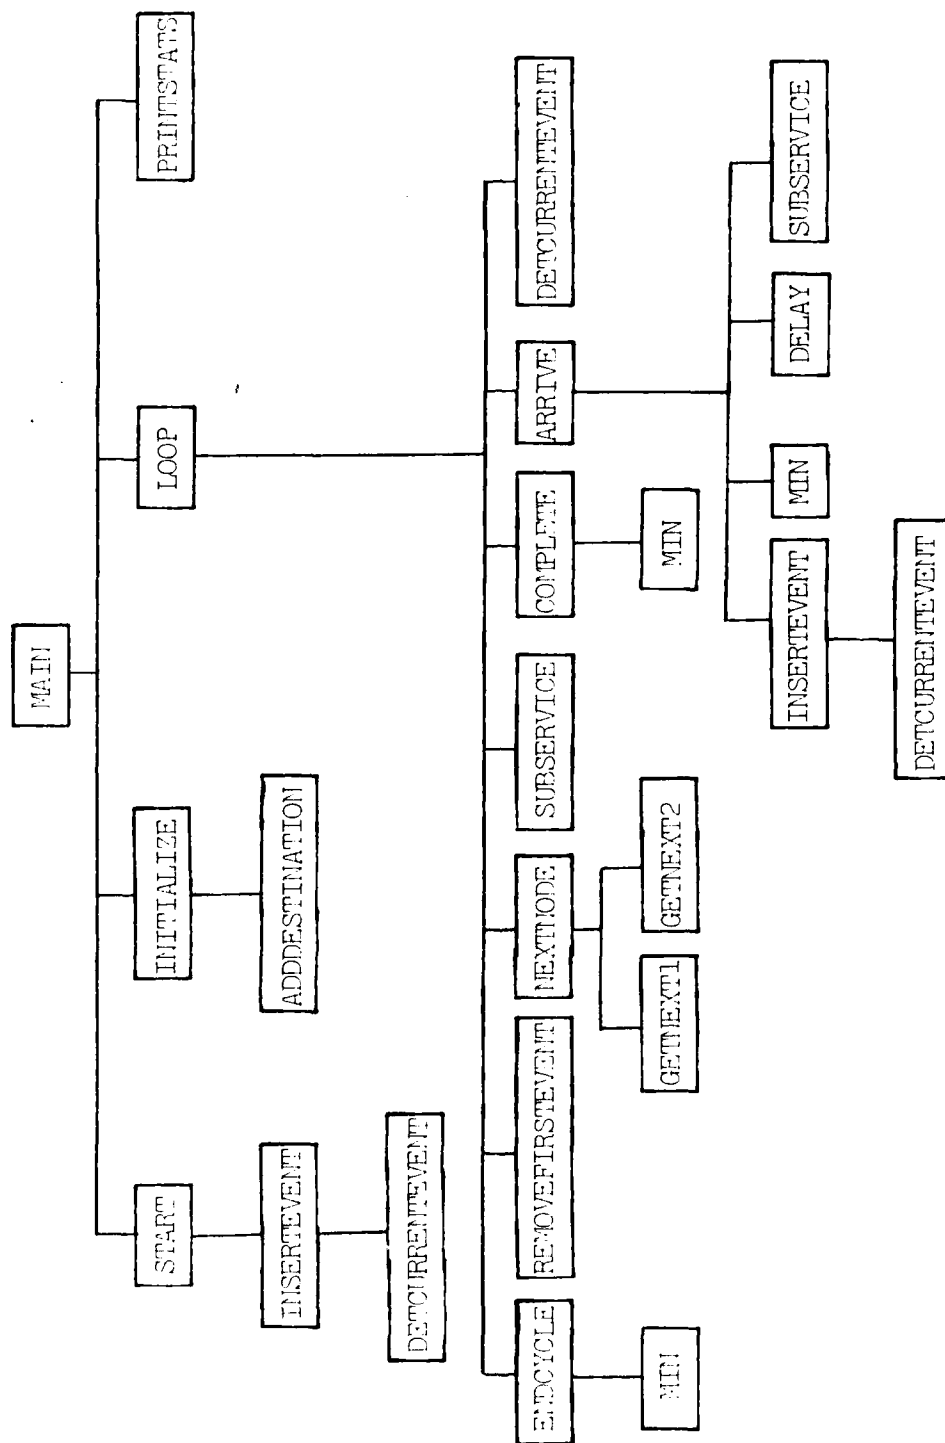 MAIN
START
INITIALIZE
LOOP
PRINTSTATS
INSERTEVENT
ADDDESTINATION
DETCURRENTEVENT
ENDCYCLE
REMOVEFIRSTEVENT
NEXTNODE
SUBSERVICE
COMPLETE
ARRIVE
DETCURRENTEVENT
MIN
GETNEXT1
GETNEXT2
MIN
INSERTEVENT
MIN
DELAY
SUBSERVICE
DETCURRENTEVENT